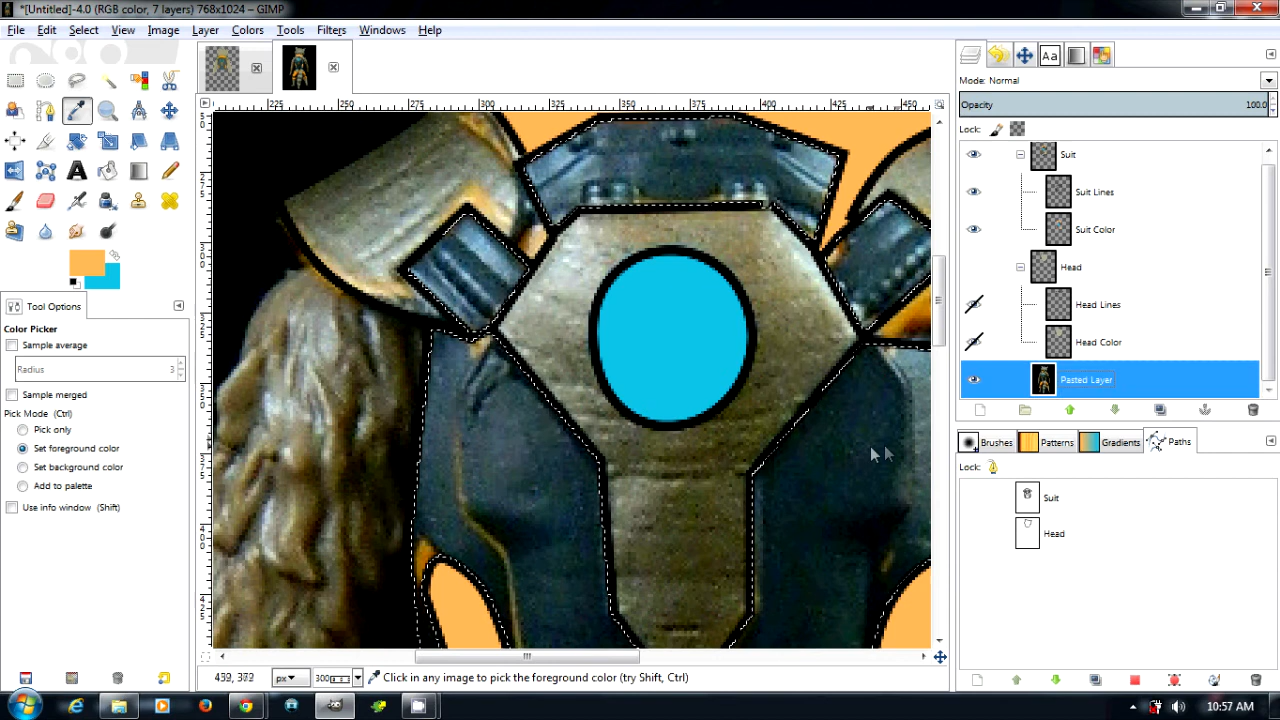 *[Untitled]-4.0 (RGB color, 7 layers) 768x1024 – GIMP
File Edit Select View Image Layer Colors Tools Filters Windows Help
Mode: Normal
Opacity 100.0
Lock:
225 250 275 300 325 350 375 400 425 450
Suit
Suit Lines
Suit Color
Head
Head Lines
Head Color
Pasted Layer
Tool Options
Color Picker
Sample average
Radius 3
Sample merged
Pick Mode (Ctrl)
Pick only
Set foreground color
Set background color
Add to palette
Use info window (Shift)
Brushes Patterns Gradients Paths
Lock:
Suit
Head
px 300 Click in any image to pick the foreground color (try Shift, Ctrl)
10:57 AM